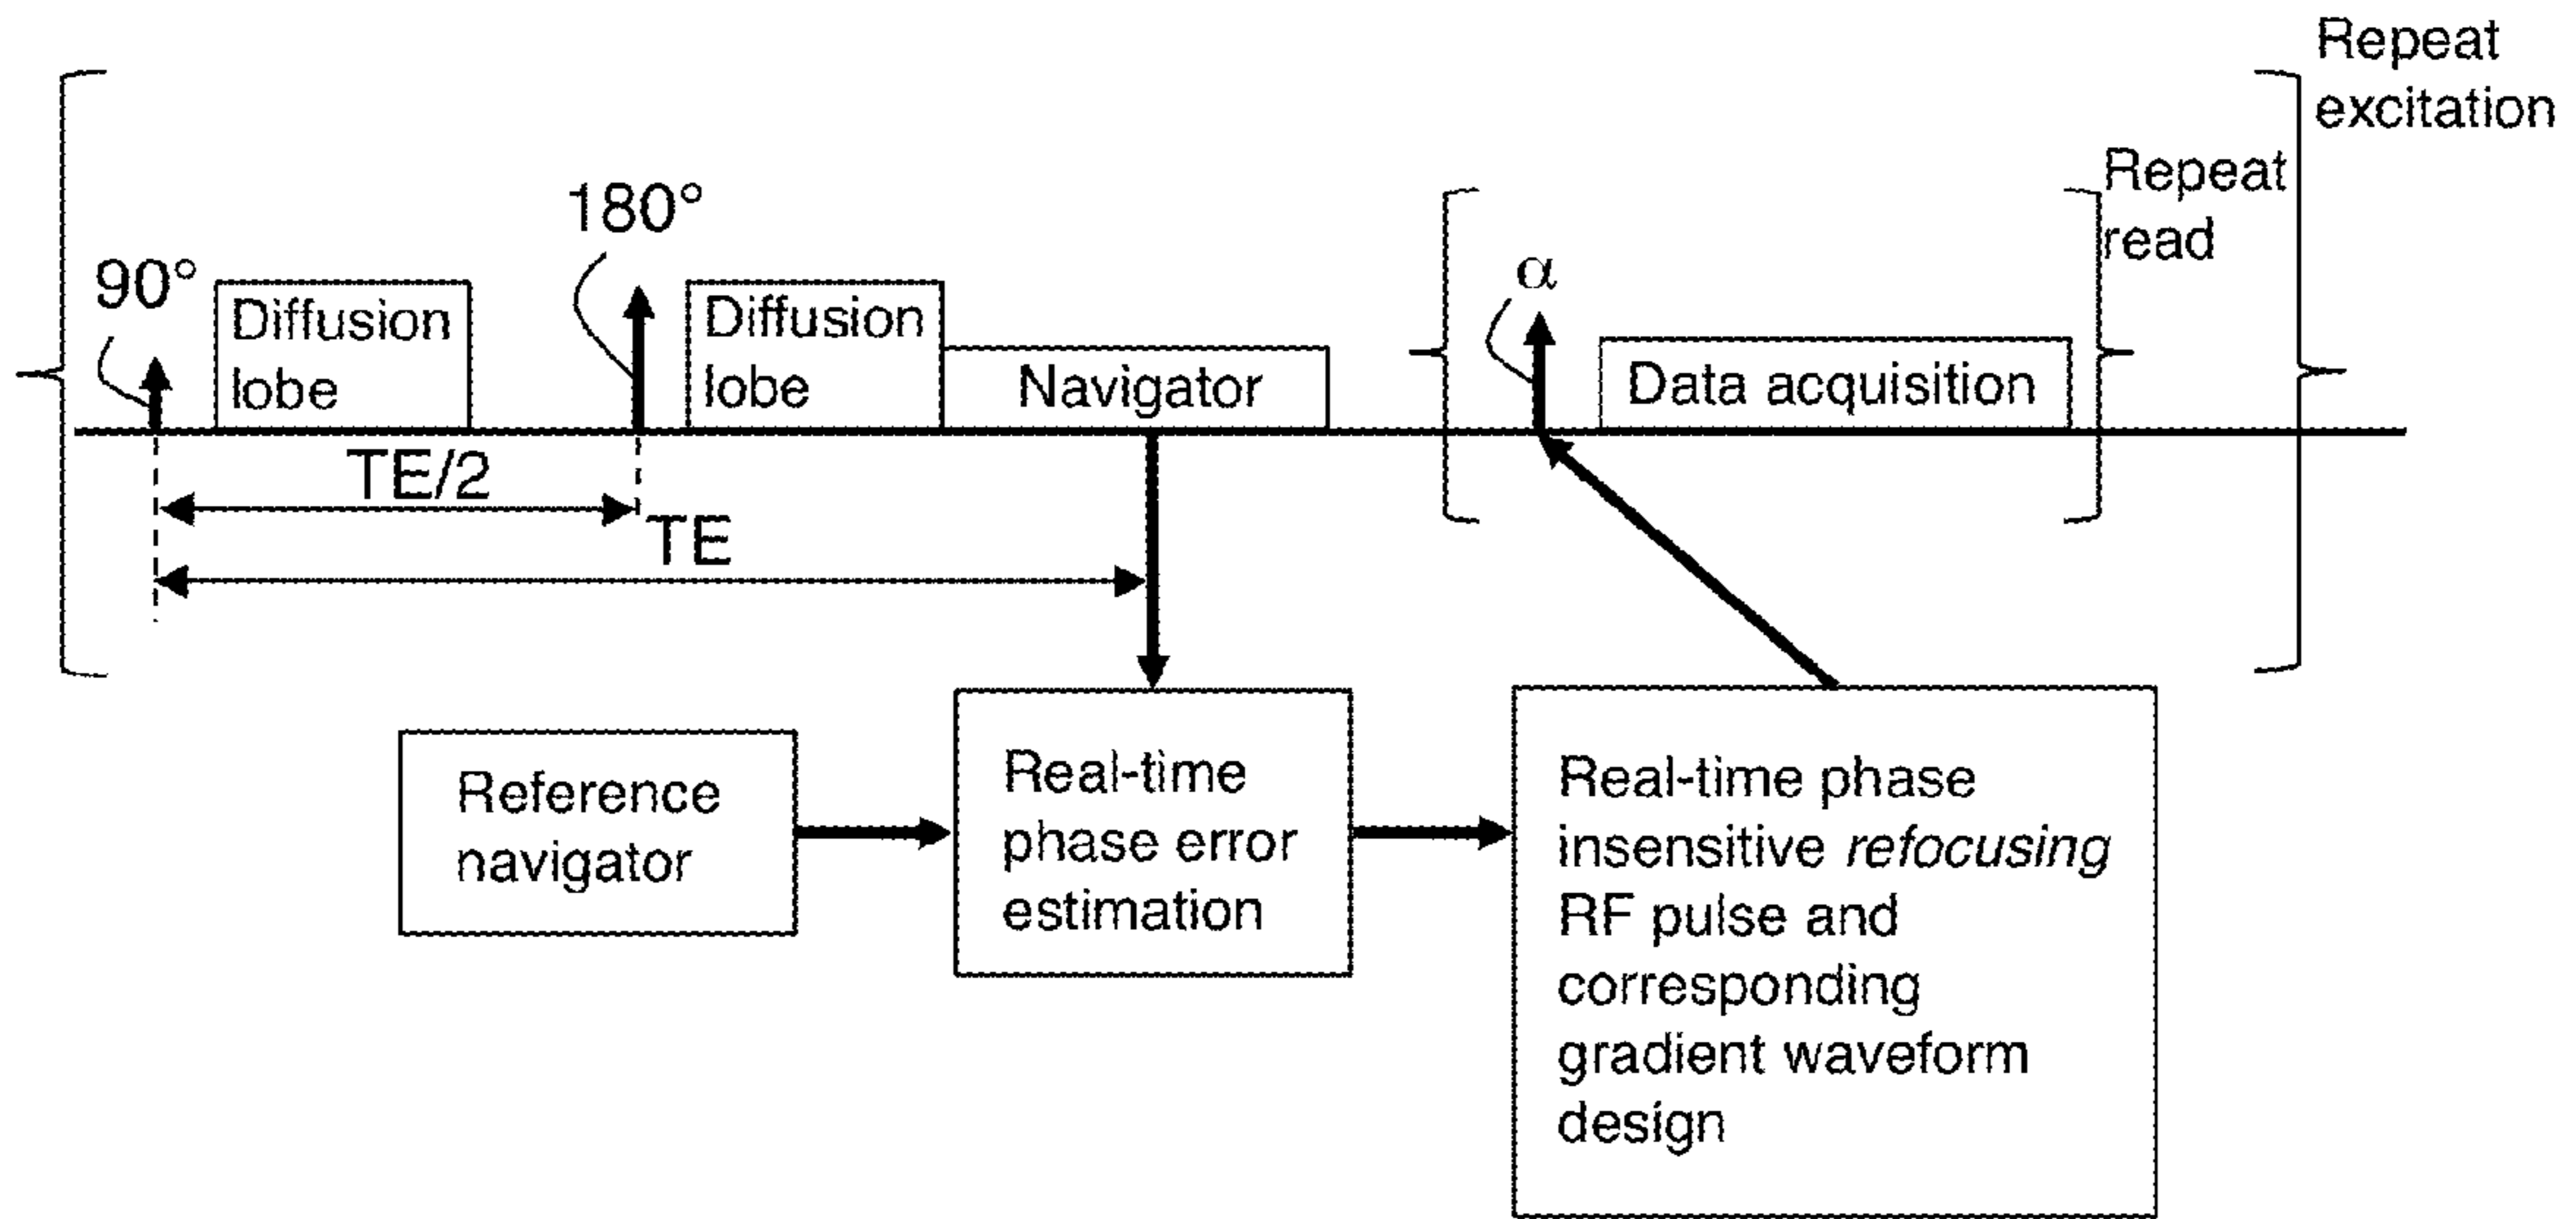 Repeat
excitation
Repeat
read
180°
90°
α
Diffusion
lobe
Diffusion
lobe
Navigator
Data acquisition
TE/2
TE
Reference
navigator
Real-time
phase error
estimation
Real-time phase
insensitive refocusing
RF pulse and
corresponding
gradient waveform
design